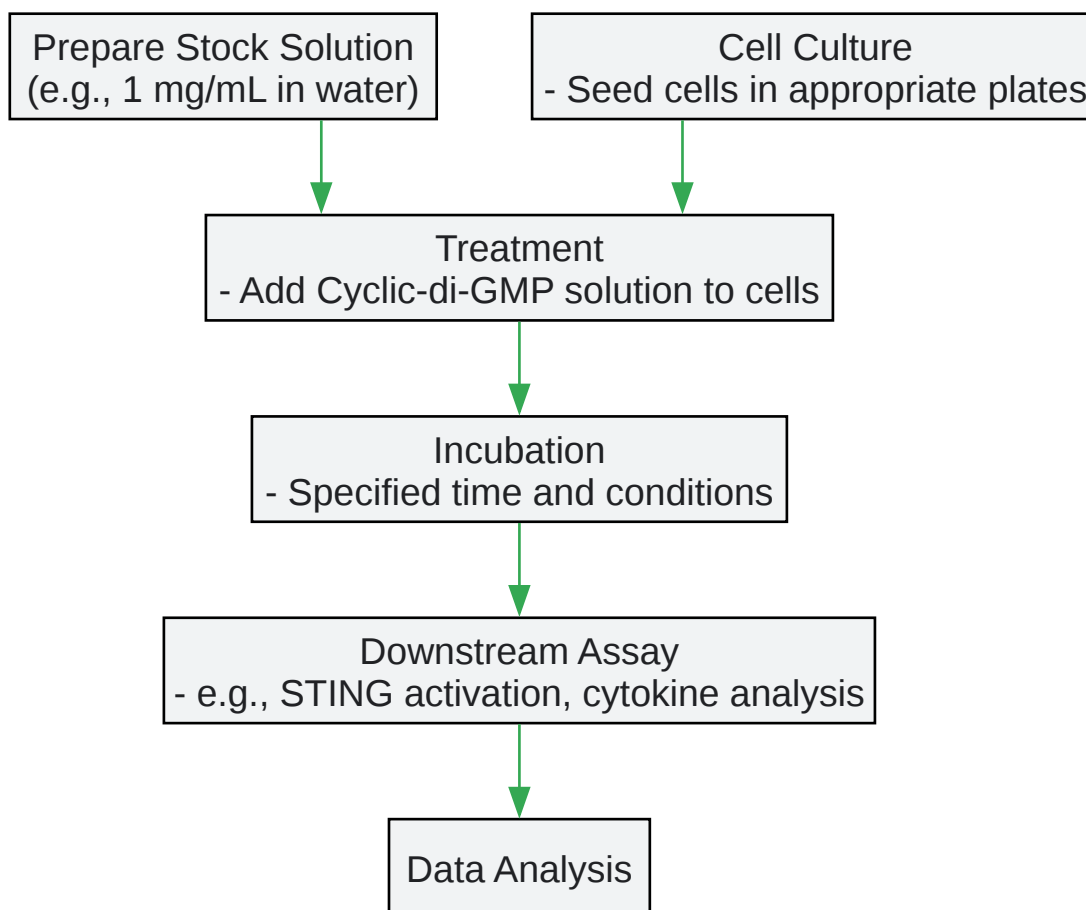 Prepare Stock Solution
(e.g., 1 mg/mL in water)
Cell Culture
- Seed cells in appropriate plates
Treatment
- Add Cyclic-di-GMP solution to cells
Incubation
- Specified time and conditions
Downstream Assay
- e.g., STING activation, cytokine analysis
Data Analysis